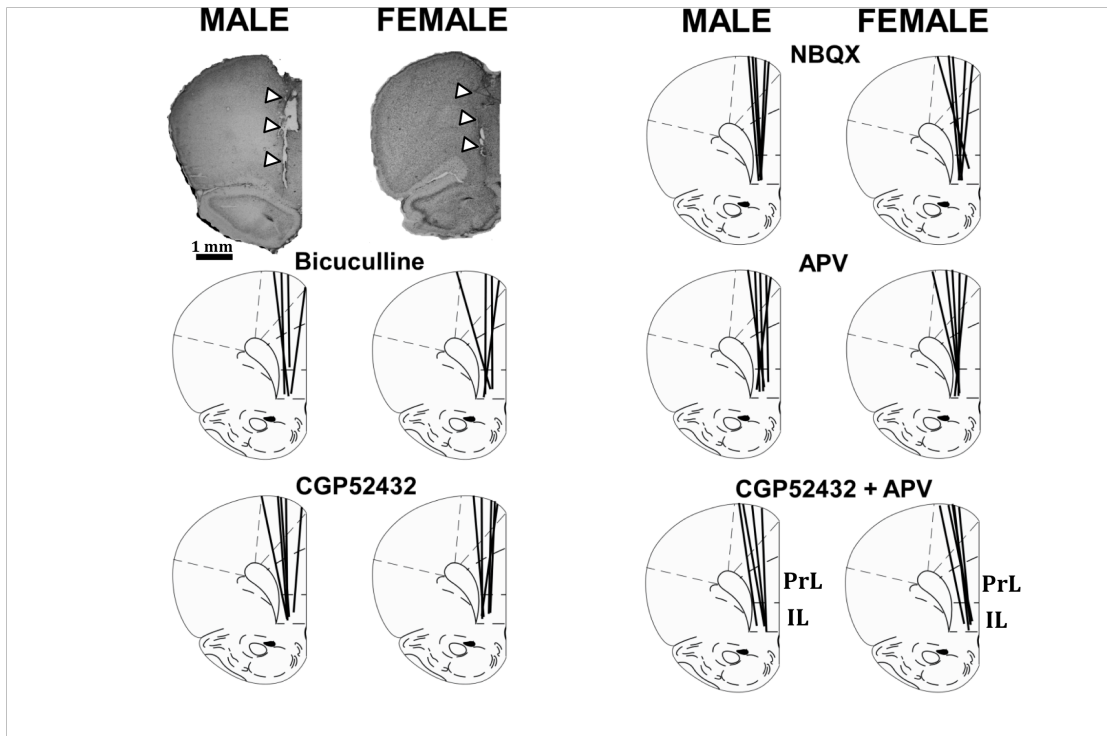 MALE FEMALE
1 mm
Bicuculline
CGP52432
MALE FEMALE
NBQX
APV
CGP52432 + APV
PrL PrL
IL IL